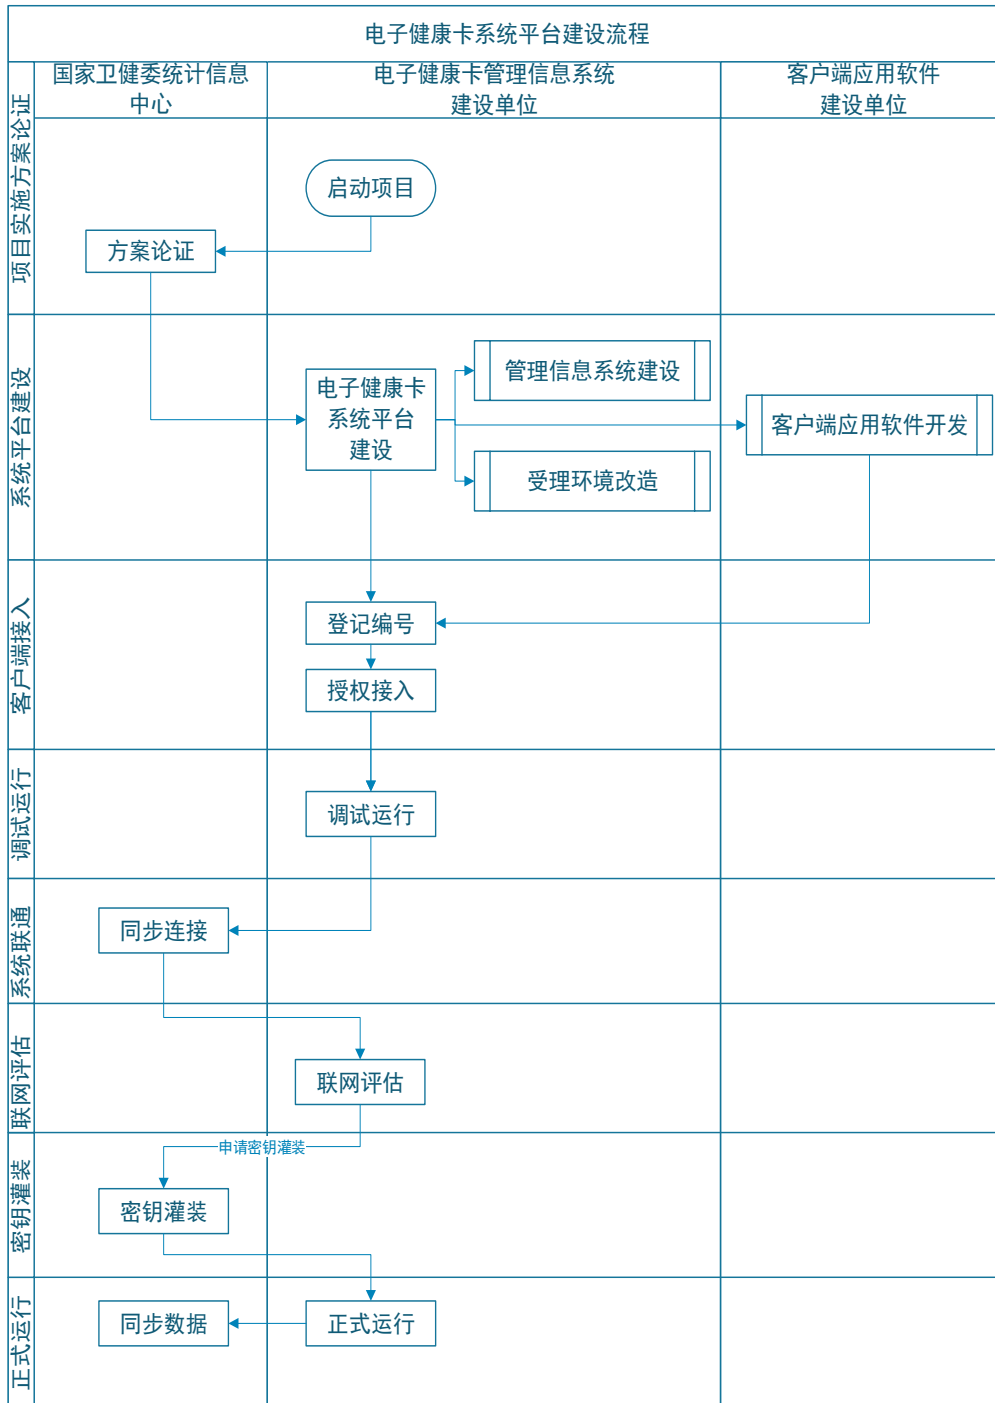 电子健康卡系统平台建设流程
国家卫健委统计信息
中心
电子健康卡管理信息系统
建设单位
客户端应用软件
建设单位
项目实施方案论证
启动项目
方案论证
系统平台建设
电子健康卡
系统平台
建设
管理信息系统建设
客户端应用软件开发
受理环境改造
客户端接入
登记编号
授权接入
调试运行
调试运行
系统联通
同步连接
联网评估
联网评估
申请密钥灌装
密钥灌装
密钥灌装
正式运行
同步数据
正式运行